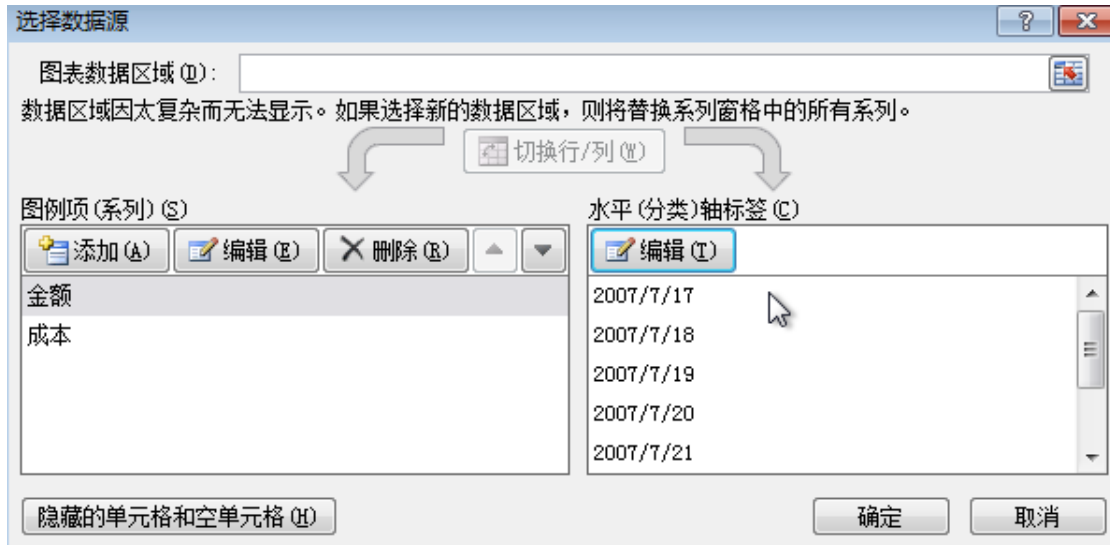 选择数据源
图表数据区域(D):
数据区域因太复杂而无法显示。如果选择新的数据区域，则将替换系列窗格中的所有系列。
切换行/列(W)
图例项(系列)(S)
水平(分类)轴标签(C)
添加(A) 编辑(E) 删除(R)
编辑(T)
金额
成本
2007/7/17
2007/7/18
2007/7/19
2007/7/20
2007/7/21
隐藏的单元格和空单元格(H)
确定 取消